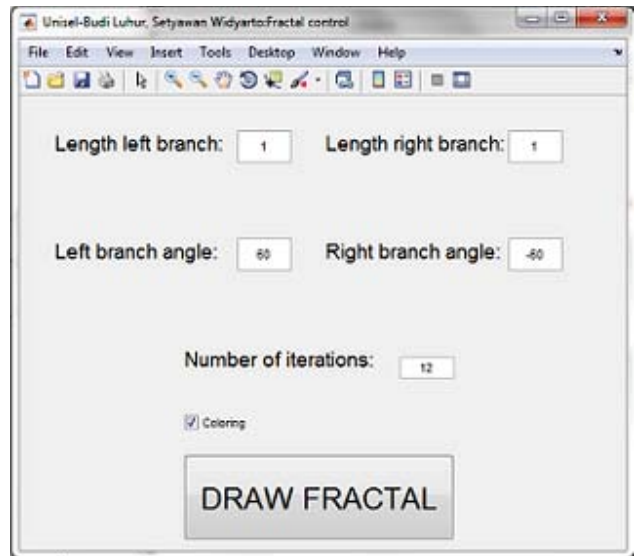 Unisel-Budi Luhur, Setyawan Widyarto:Fractal control
File Edit View Insert Tools Desktop Window Help
Length left branch: 1 Length right branch: 1
Left branch angle: 60 Right branch angle: -60
Number of iterations: 12
Coloring
DRAW FRACTAL